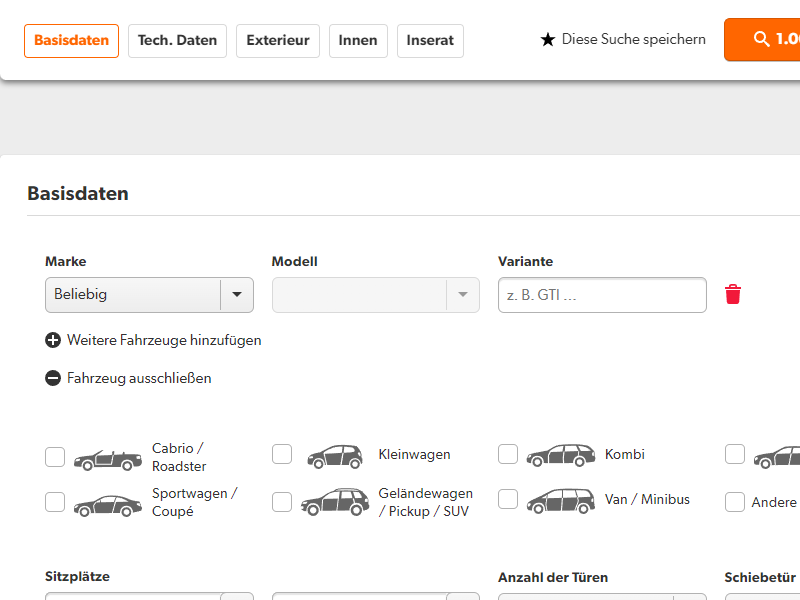 Basisdaten Tech. Daten Exterieur Innen Inserat Diese Suche speichern 1.0
Basisdaten
Marke Modell Variante
Beliebig z. B. GTI ...
Weitere Fahrzeuge hinzufügen
Fahrzeug ausschließen
Cabrio /
Roadster
Kleinwagen
Kombi
Sportwagen /
Coupé
Geländewagen
/ Pickup / SUV
Van / Minibus
Andere
Sitzplätze Anzahl der Türen Schiebetür